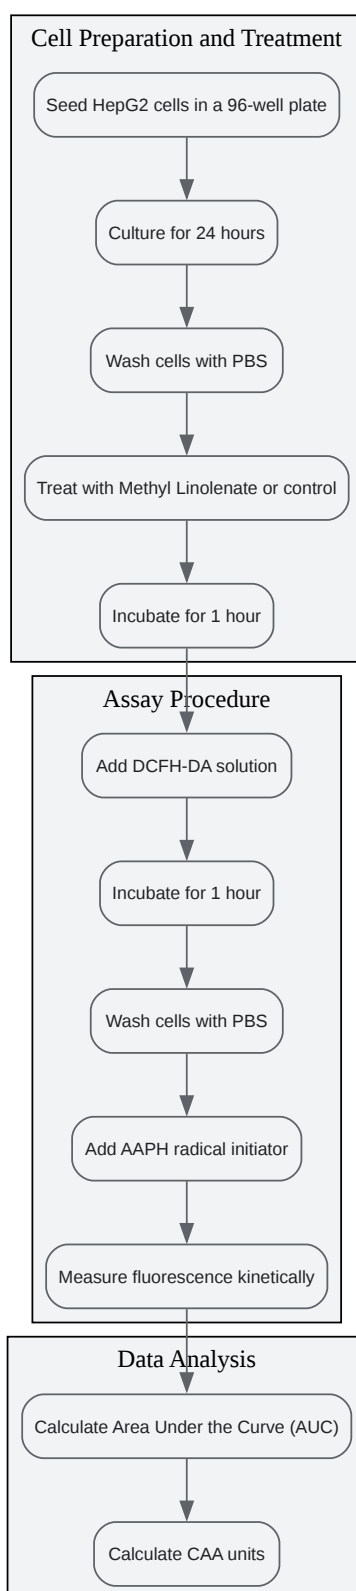 Cell Preparation and Treatment
Seed HepG2 cells in a 96-well plate
Culture for 24 hours
Wash cells with PBS
Treat with Methyl Linolenate or control
Incubate for 1 hour
Assay Procedure
Add DCFH-DA solution
Incubate for 1 hour
Wash cells with PBS
Add AAPH radical initiator
Measure fluorescence kinetically
Data Analysis
Calculate Area Under the Curve (AUC)
Calculate CAA units